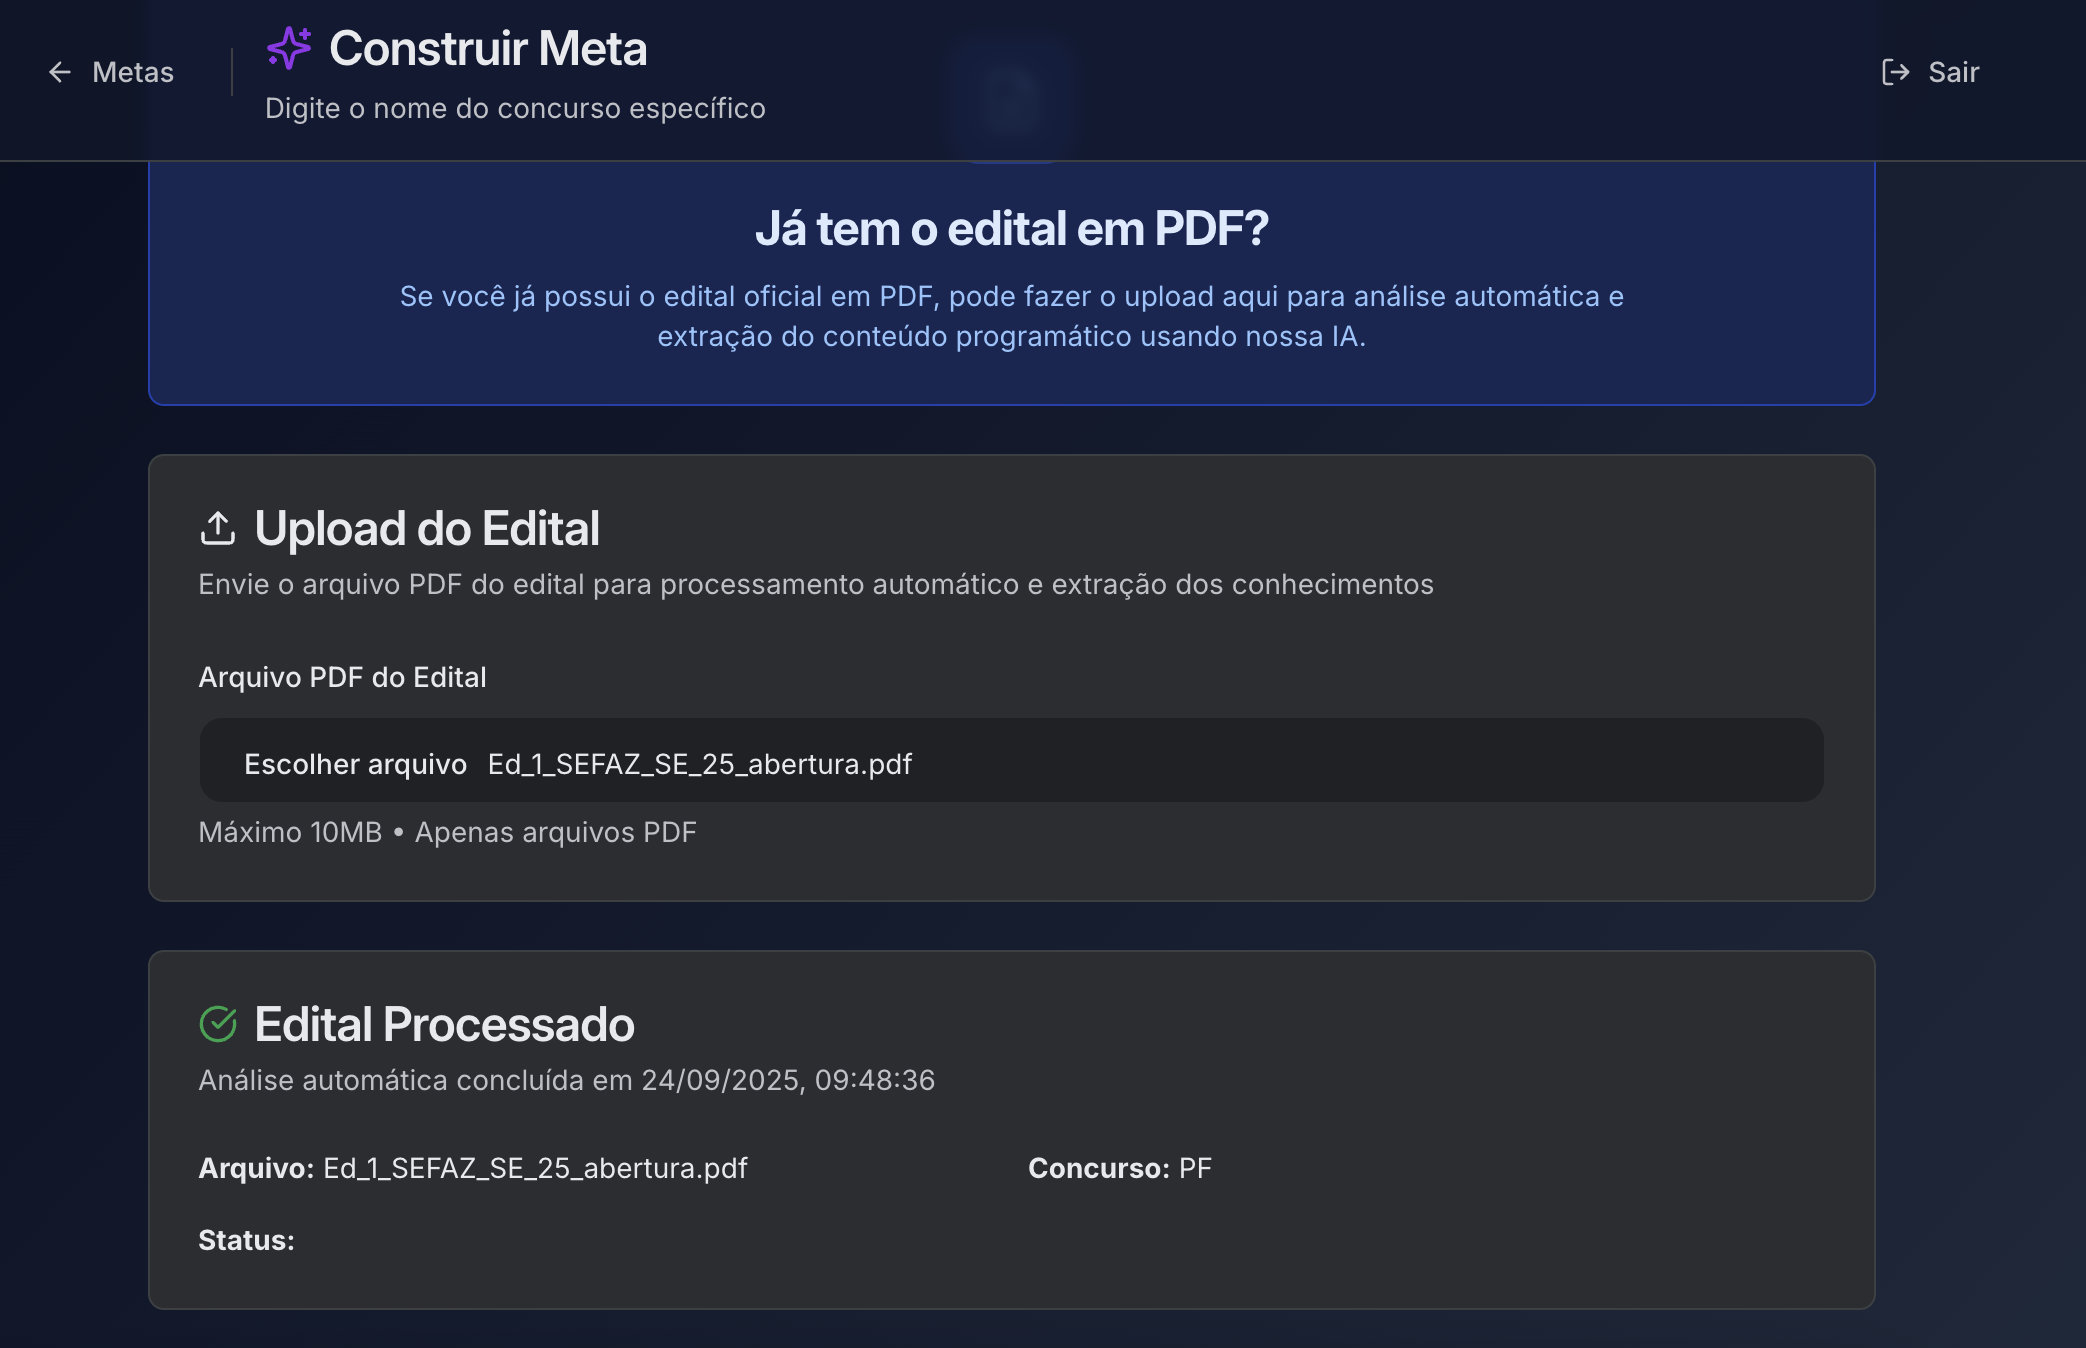 Metas
Construir Meta
Digite o nome do concurso específico
Sair
Já tem o edital em PDF?
Se você já possui o edital oficial em PDF, pode fazer o upload aqui para análise automática e
extração do conteúdo programático usando nossa IA.
Upload do Edital
Envie o arquivo PDF do edital para processamento automático e extração dos conhecimentos
Arquivo PDF do Edital
Escolher arquivo Ed_1_SEFAZ_SE_25_abertura.pdf
Máximo 10MB • Apenas arquivos PDF
Edital Processado
Análise automática concluída em 24/09/2025, 09:48:36
Arquivo: Ed_1_SEFAZ_SE_25_abertura.pdf
Concurso: PF
Status: